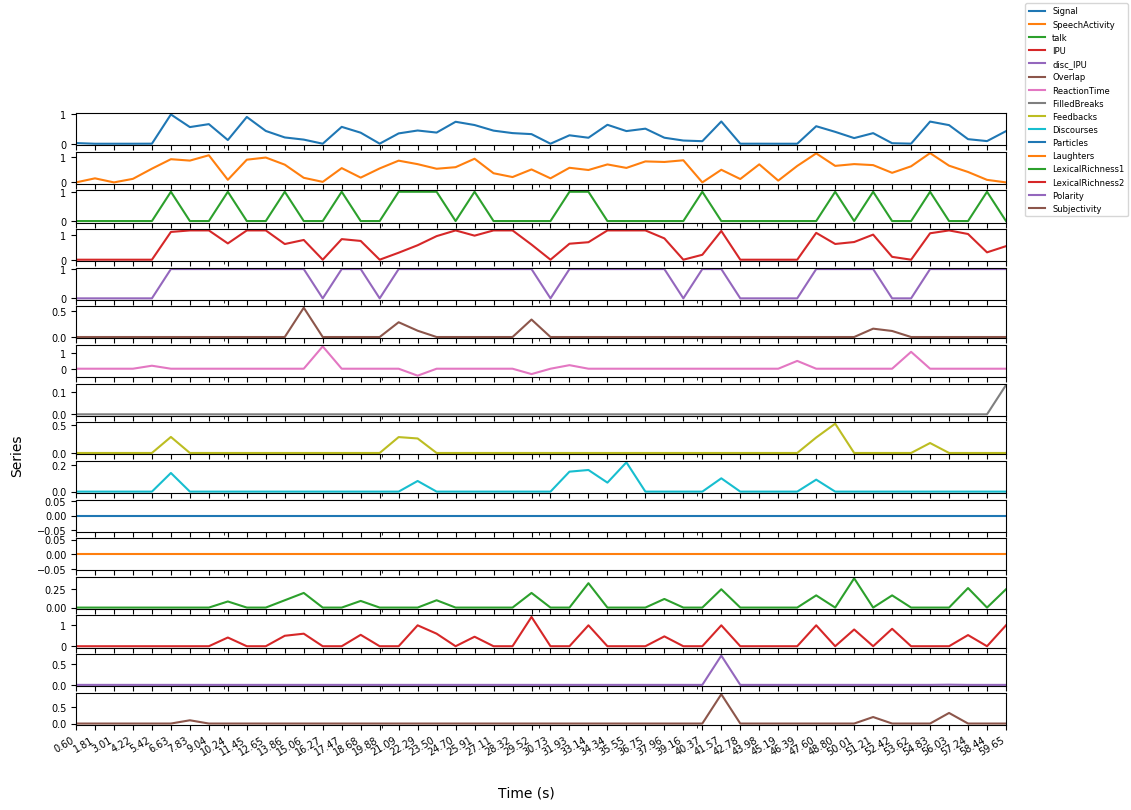 Signal
SpeechActivity
talk
IPU
disc_IPU
Overlap
ReactionTime
FilledBreaks
Feedbacks
Discourses
Particles
Laughters
LexicalRichness1
LexicalRichness2
Polarity
Subjectivity
1
0
1
0
1
0
1
0
1
0
0.5
0.0
1
0
0.1
0.0
0.5
0.0
0.2
0.0
0.05
0.00
−0.05
0.05
0.00
−0.05
0.25
0.00
1
0
0.5
0.0
0.5
0.0
Series
0.60 1.81 3.01 4.22 5.42 6.63 7.83 9.04 10.24 11.45 12.65 13.86 15.06 16.27 17.47 18.68 19.88 21.09 22.29 23.50 24.70 25.91 27.11 28.32 29.52 30.73 31.93 33.14 34.34 35.55 36.75 37.96 39.16 40.37 41.57 42.78 43.98 45.19 46.39 47.60 48.80 50.01 51.21 52.42 53.62 54.83 56.03 57.24 58.44 59.65
Time (s)